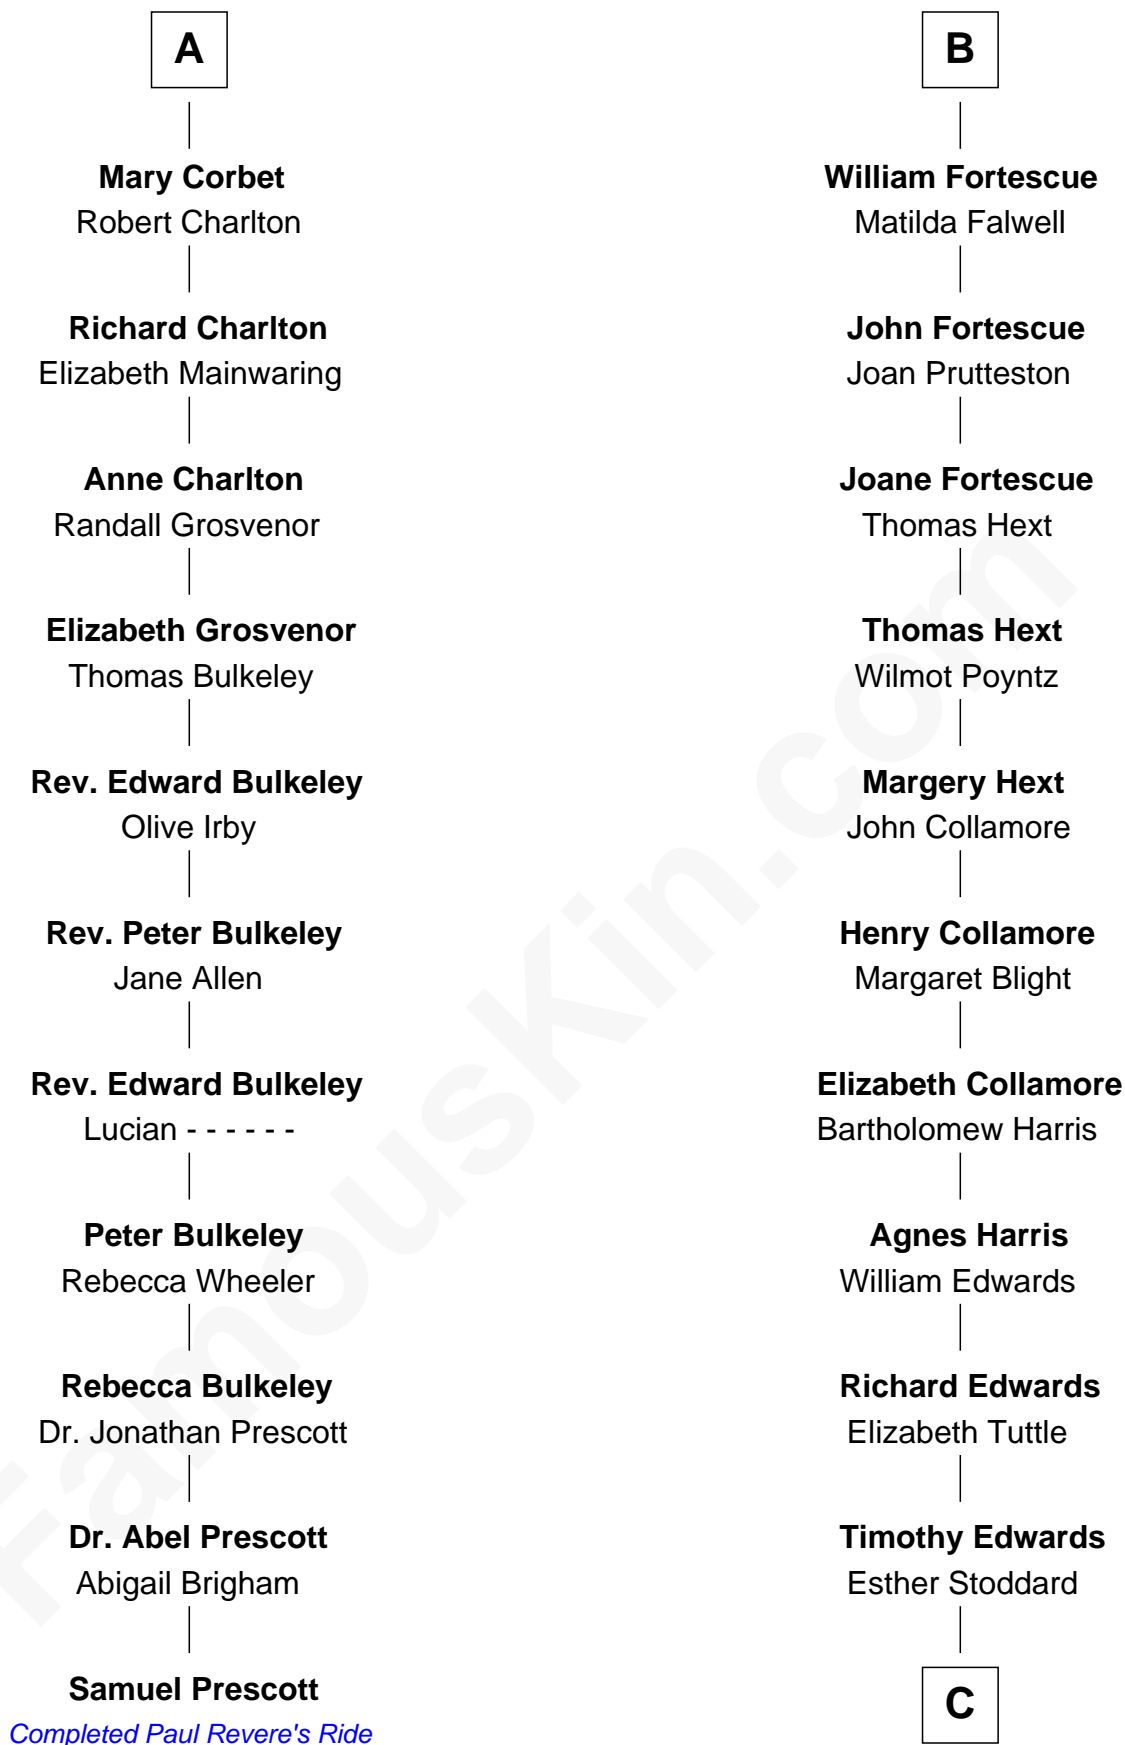 A
Mary Corbet
Robert Charlton
Richard Charlton
Elizabeth Mainwaring
Anne Charlton
Randall Grosvenor
Elizabeth Grosvenor
Thomas Bulkeley
Rev. Edward Bulkeley
Olive Irby
Rev. Peter Bulkeley
Jane Allen
Rev. Edward Bulkeley
Lucian - - - - - -
Peter Bulkeley
Rebecca Wheeler
Rebecca Bulkeley
Dr. Jonathan Prescott
Dr. Abel Prescott
Abigail Brigham
Samuel Prescott
Completed Paul Revere's Ride
B
William Fortescue
Matilda Falwell
John Fortescue
Joan Prutteston
Joane Fortescue
Thomas Hext
Thomas Hext
Wilmot Poyntz
Margery Hext
John Collamore
Henry Collamore
Margaret Blight
Elizabeth Collamore
Bartholomew Harris
Agnes Harris
William Edwards
Richard Edwards
Elizabeth Tuttle
Timothy Edwards
Esther Stoddard
C
FamousKin.com